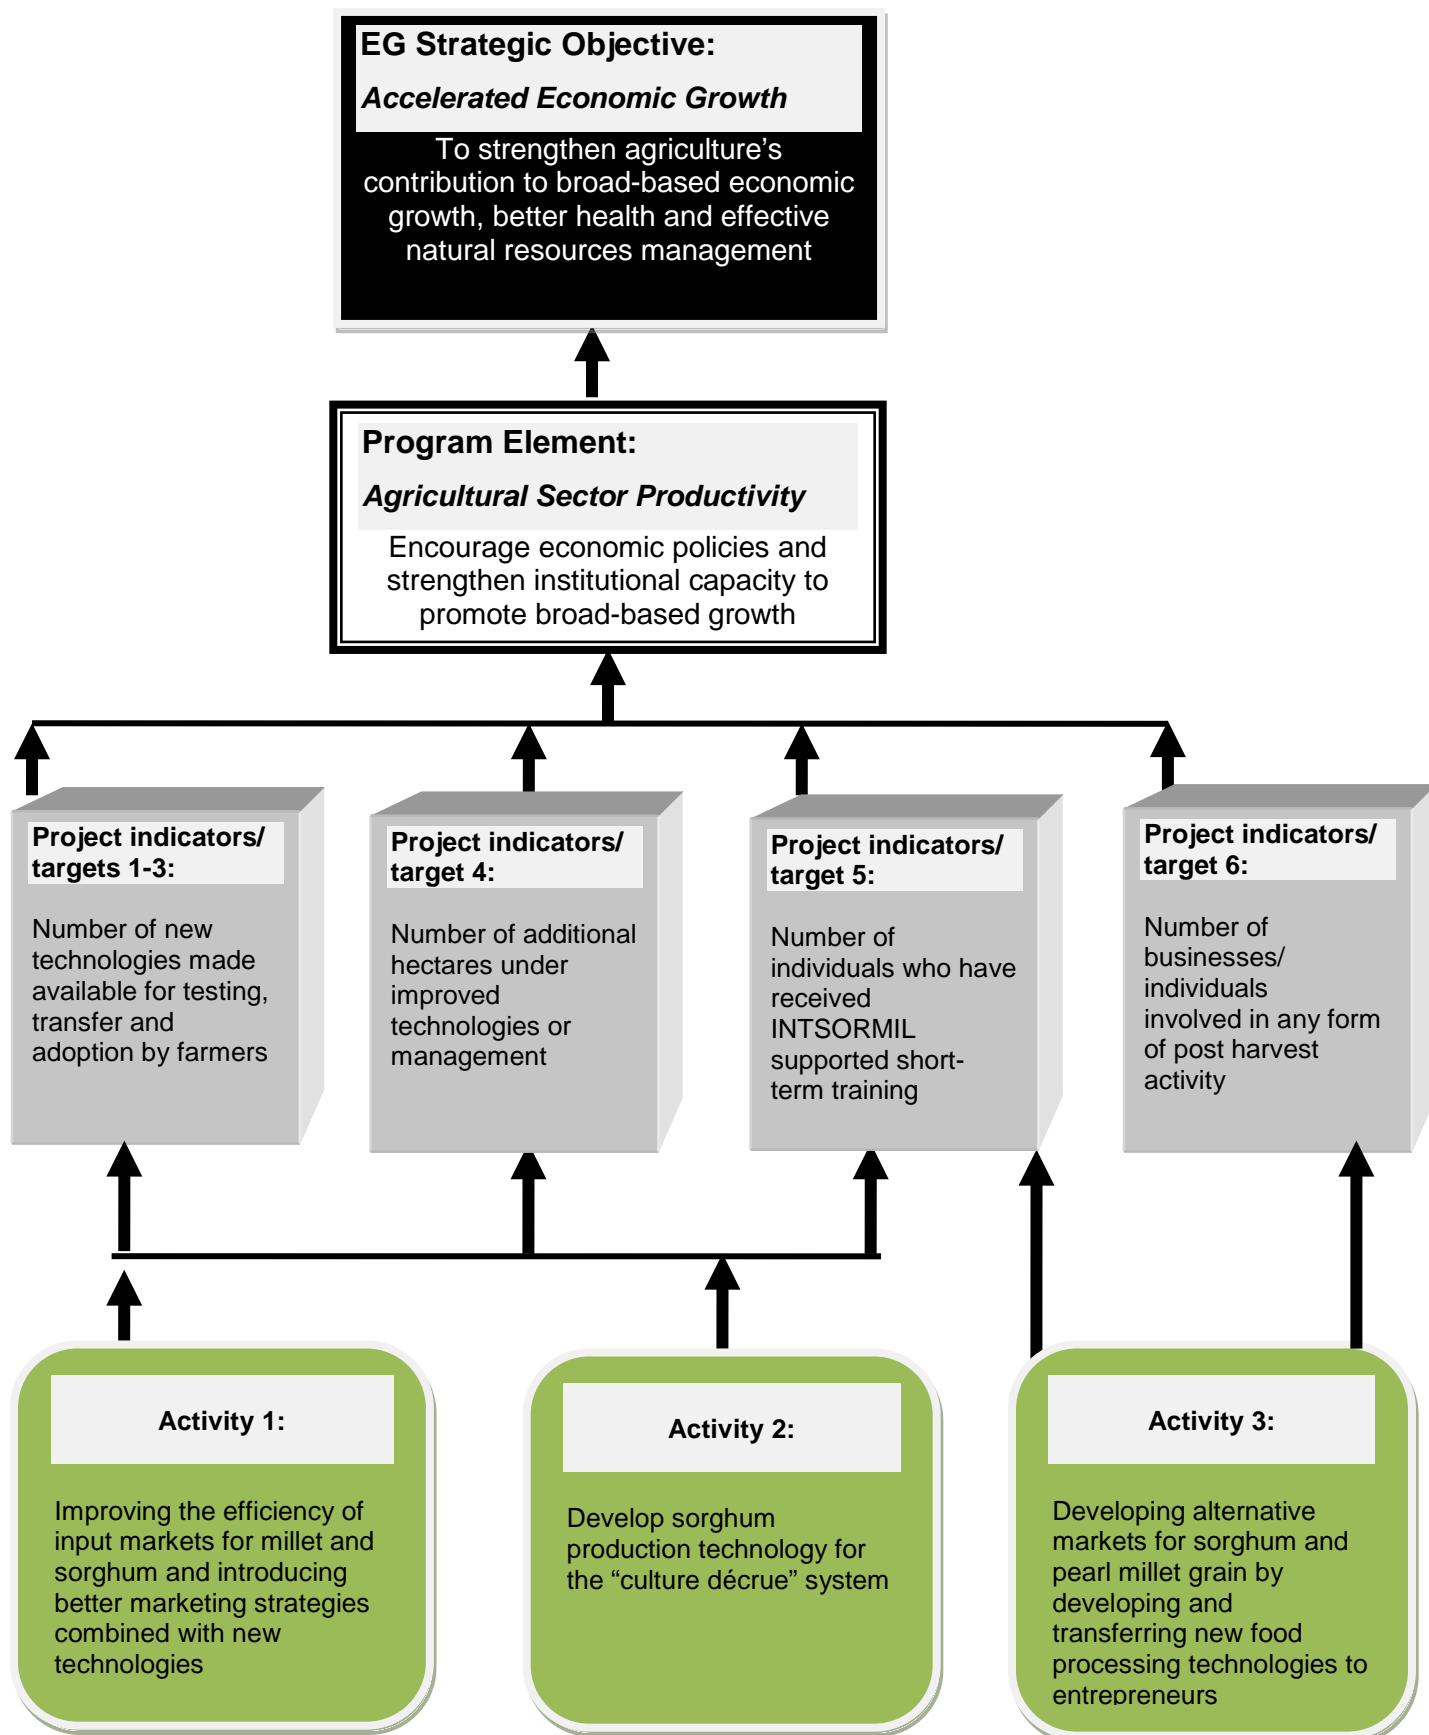 EG Strategic Objective:
Accelerated Economic Growth
To strengthen agriculture’s
contribution to broad-based economic
growth, better health and effective
natural resources management
Program Element:
Agricultural Sector Productivity
Encourage economic policies and
strengthen institutional capacity to
promote broad-based growth
Project indicators/
targets 1-3:
Number of new
technologies made
available for testing,
transfer and
adoption by farmers
Project indicators/
target 4:
Number of additional
hectares under
improved
technologies or
management
Project indicators/
target 5:
Number of
individuals who have
received
INTSORMIL
supported short-
term training
Project indicators/
target 6:
Number of
businesses/
individuals
involved in any form
of post harvest
activity
Activity 1:
Improving the efficiency of
input markets for millet and
sorghum and introducing
better marketing strategies
combined with new
technologies
Activity 2:
Develop sorghum
production technology for
the “culture décrue” system
Activity 3:
Developing alternative
markets for sorghum and
pearl millet grain by
developing and
transferring new food
processing technologies to
entrepreneurs